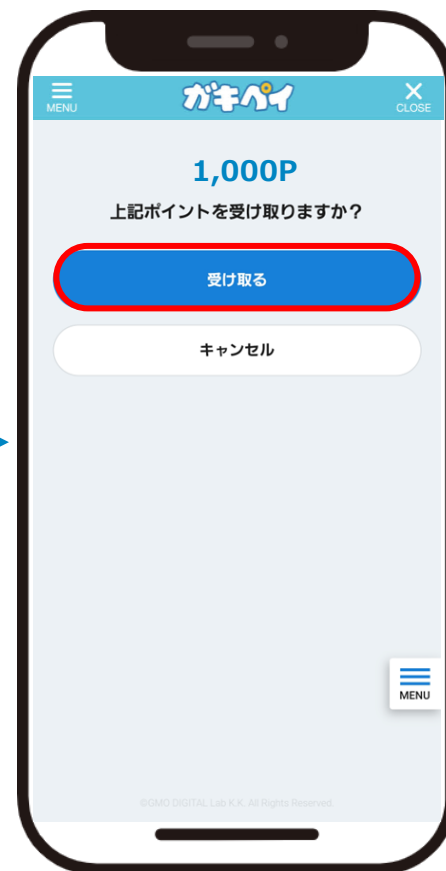 MENU
ガキペイ
CLOSE
1,000P
上記ポイントを受け取りますか？
受け取る
キャンセル
MENU
©GMO DIGITAL Lab K.K. All Rights Reserved.